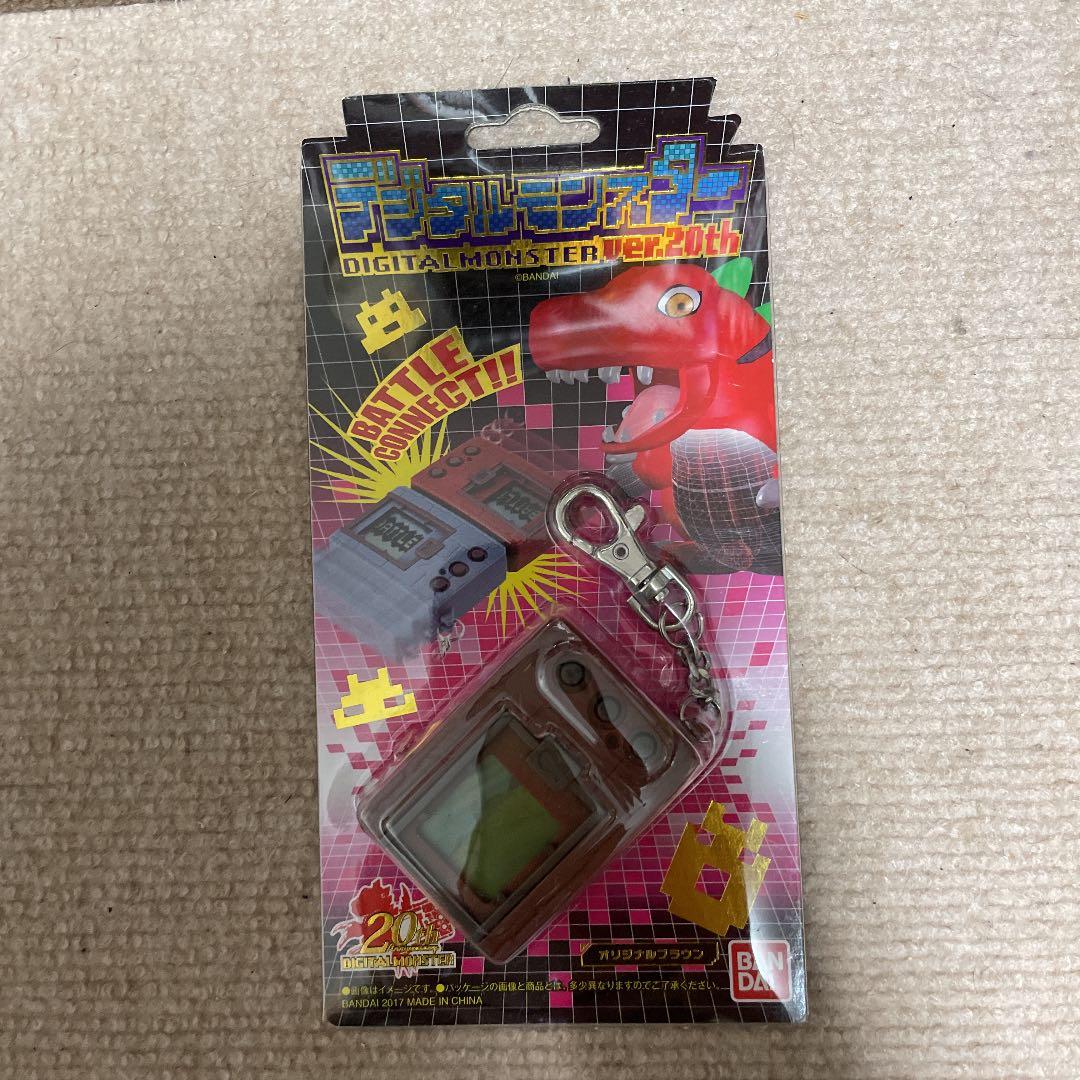 デジタルモンスター
DIGITAL MONSTER ver.20th
©BANDAI
BATTLE
CONNECT!!
20th
Anniversary
DIGITAL MONSTER
オリジナルブラウン
●画像はイメージです。●パッケージの画像と商品とは、多少異なりますのでご了承ください。
BANDAI 2017 MADE IN CHINA
BAN
DAI